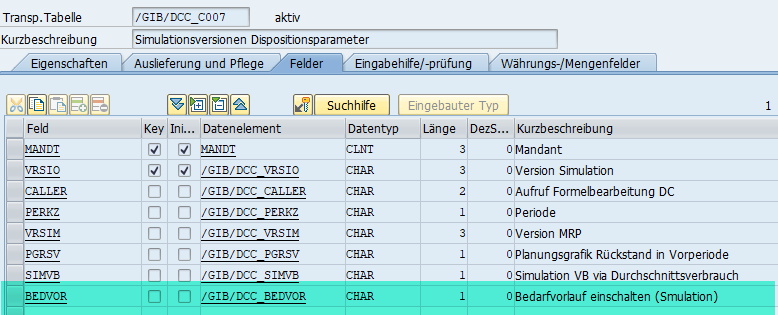 Transp.Tabelle /GIB/DCC_C007 aktiv
Kurzbeschreibung Simulationsversionen Dispositionsparameter
Eigenschaften Auslieferung und Pflege Felder Eingabehilfe/-prüfung Währungs-/Mengenfelder
Suchhilfe Eingebauter Typ 1
Feld Key Ini... Datenelement Datentyp Länge DezS... Kurzbeschreibung
MANDT MANDT CLNT 3 0 Mandant
VRSIO /GIB/DCC_VRSIO CHAR 3 0 Version Simulation
CALLER /GIB/DCC_CALLER CHAR 2 0 Aufruf Formelbearbeitung DC
PERKZ /GIB/DCC_PERKZ CHAR 1 0 Periode
VRSIM /GIB/DCC_VRSIM CHAR 3 0 Version MRP
PGRSV /GIB/DCC_PGRSV CHAR 1 0 Planungsgrafik Rückstand in Vorperiode
SIMVB /GIB/DCC_SIMVB CHAR 1 0 Simulation VB via Durchschnittsverbrauch
BEDVOR /GIB/DCC_BEDVOR CHAR 1 0 Bedarfvorlauf einschalten (Smulation)